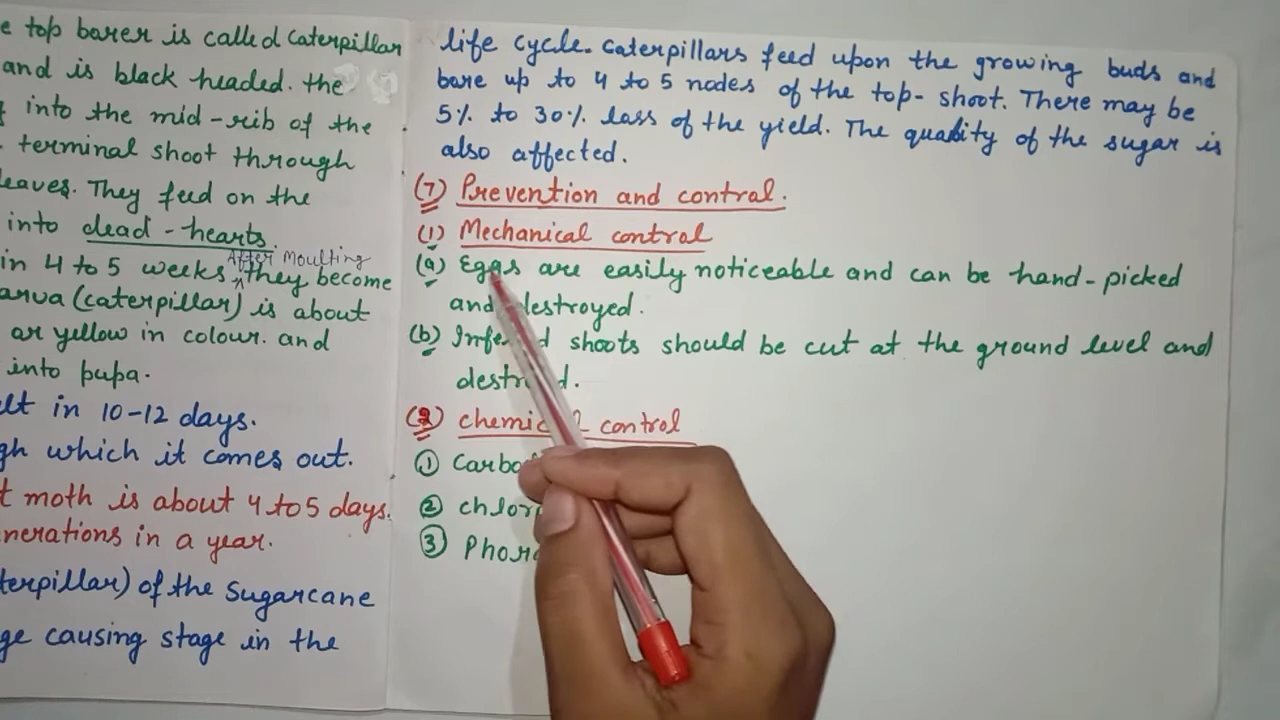 e top borer is called caterpillar
and is black headed. the
into the mid-rib of the
terminal shoot through
leaves. They feed on the
into dead-hearts.
After Moulting
in 4 to 5 weeks they become
arva (caterpillar) is about
or yellow in colour. and
into pupa.
lt in 10-12 days.
gh which it comes out.
t moth is about 4 to 5 days.
nerations in a year.
terpillar) of the Sugarcane
ge causing stage in the
life cycle. Caterpillars feed upon the growing buds and
bore up to 4 to 5 nodes of the top-shoot. There may be
5% to 30% loss of the yield. The quality of the sugar is
also affected.
(7) Prevention and control.
(1) Mechanical control
(a) Eggs are easily noticeable and can be hand-picked
and destroyed.
(b) shoots should be cut at the ground level and
(2) chemical control
① Carbo
② chlor
③ Phor